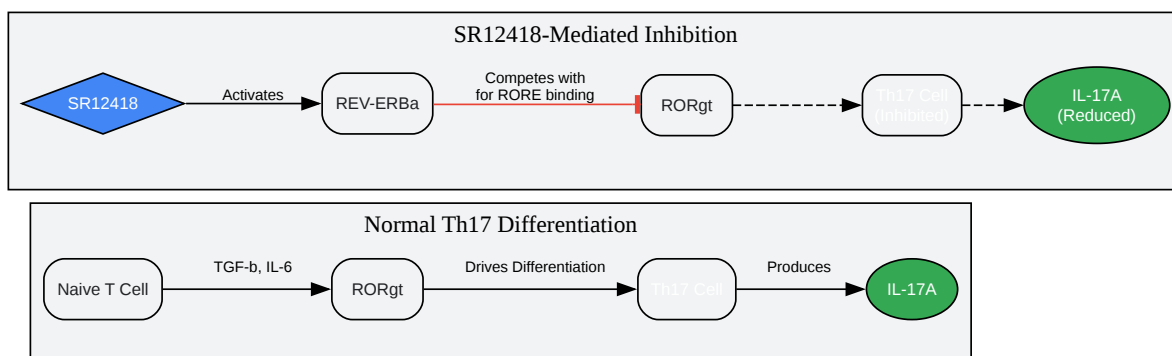 SR12418-Mediated Inhibition
SR12418
Activates
REV-ERBa
Competes with
for RORE binding
RORgt
Th17 Cell
(Inhibited)
IL-17A
(Reduced)
Normal Th17 Differentiation
Naive T Cell
TGF-b, IL-6
RORgt
Drives Differentiation
Th17 Cell
Produces
IL-17A